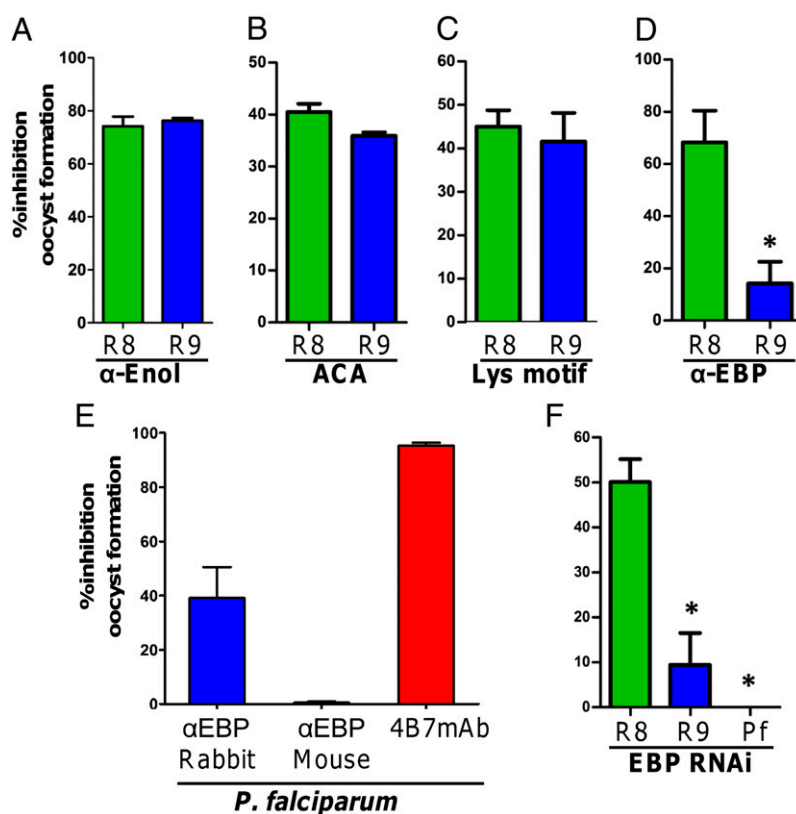 A
B
C
D
%inhibition
oocyst formation
100
80
60
40
20
0
R8 R9
α-Enol
50
40
30
20
10
0
R8 R9
ACA
60
50
40
30
20
10
0
R8 R9
Lys motif
100
80
60
40
20
0
*
R8 R9
α-EBP
E
%inhibition
oocyst formation
100
80
60
40
20
0
αEBP αEBP 4B7mAb
Rabbit Mouse
P. falciparum
F
60
50
40
30
20
10
0
*
*
R8 R9 Pf
EBP RNAi